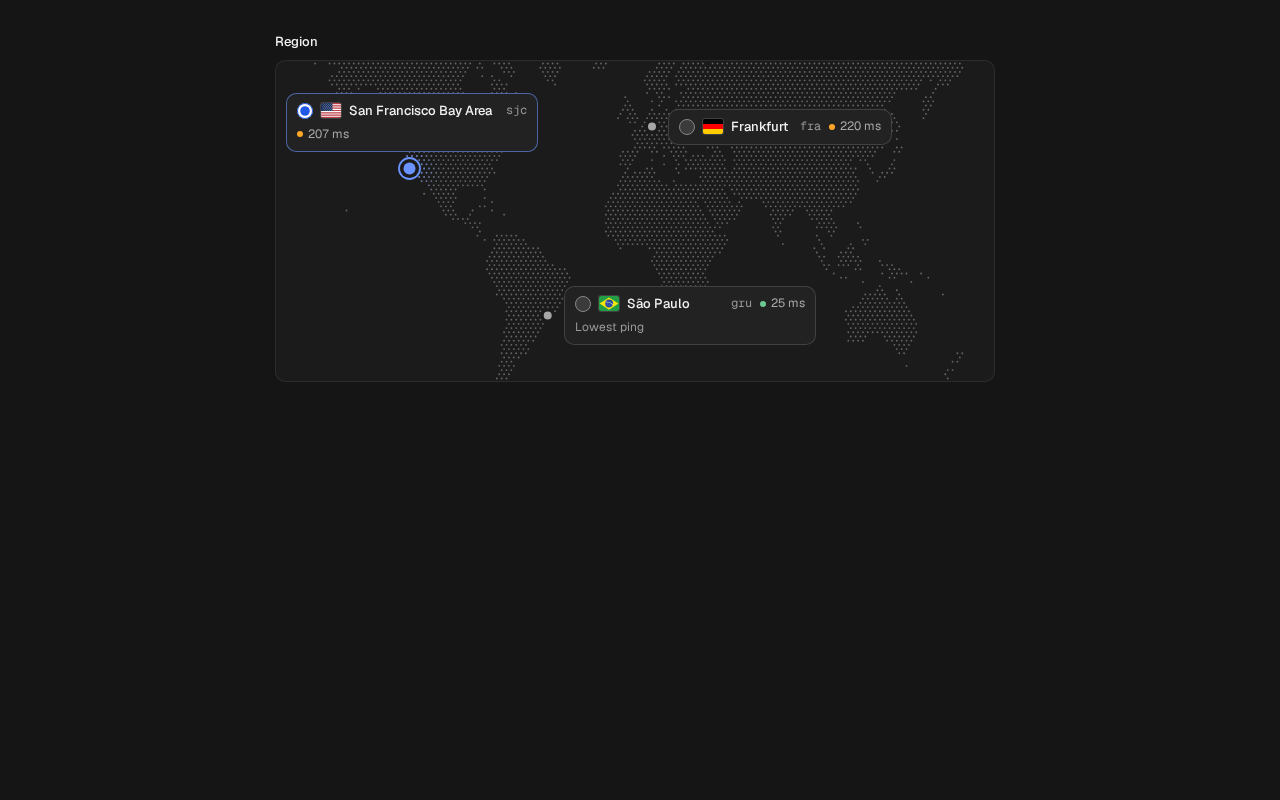 Region
San Francisco Bay Area sjc
207 ms
Frankfurt fra 220 ms
São Paulo gru 25 ms
Lowest ping